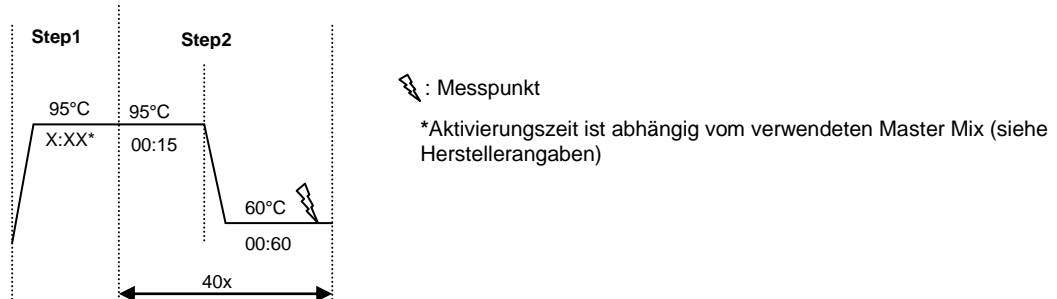 Step1
Step2
95°C
X:XX*
95°C
00:15
60°C
00:60
40x
: Messpunkt
*Aktivierungszeit ist abhängig vom verwendeten Master Mix (siehe
Herstellerangaben)